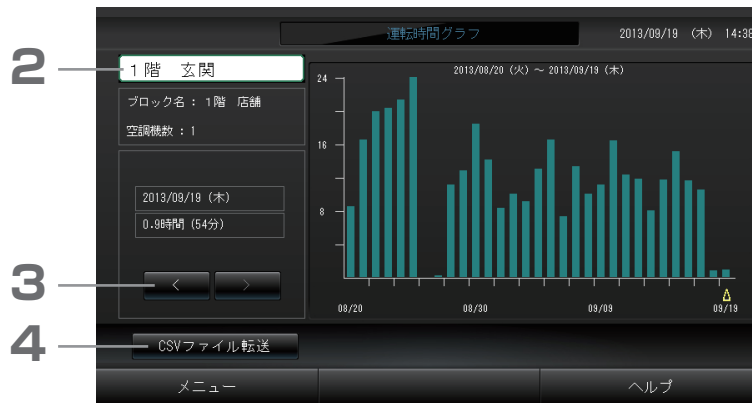 運転時間グラフ
2013/09/19 (木) 14:38
2
1階 玄関
ブロック名：1階 店舗
空調機数：1
2013/09/19 (木)
0.9時間 (54分)
3
<
>
2013/08/20 (火) ～ 2013/09/19 (木)
24
16
8
08/20
08/30
09/09
09/19
4
CSVファイル転送
メニュー
ヘルプ